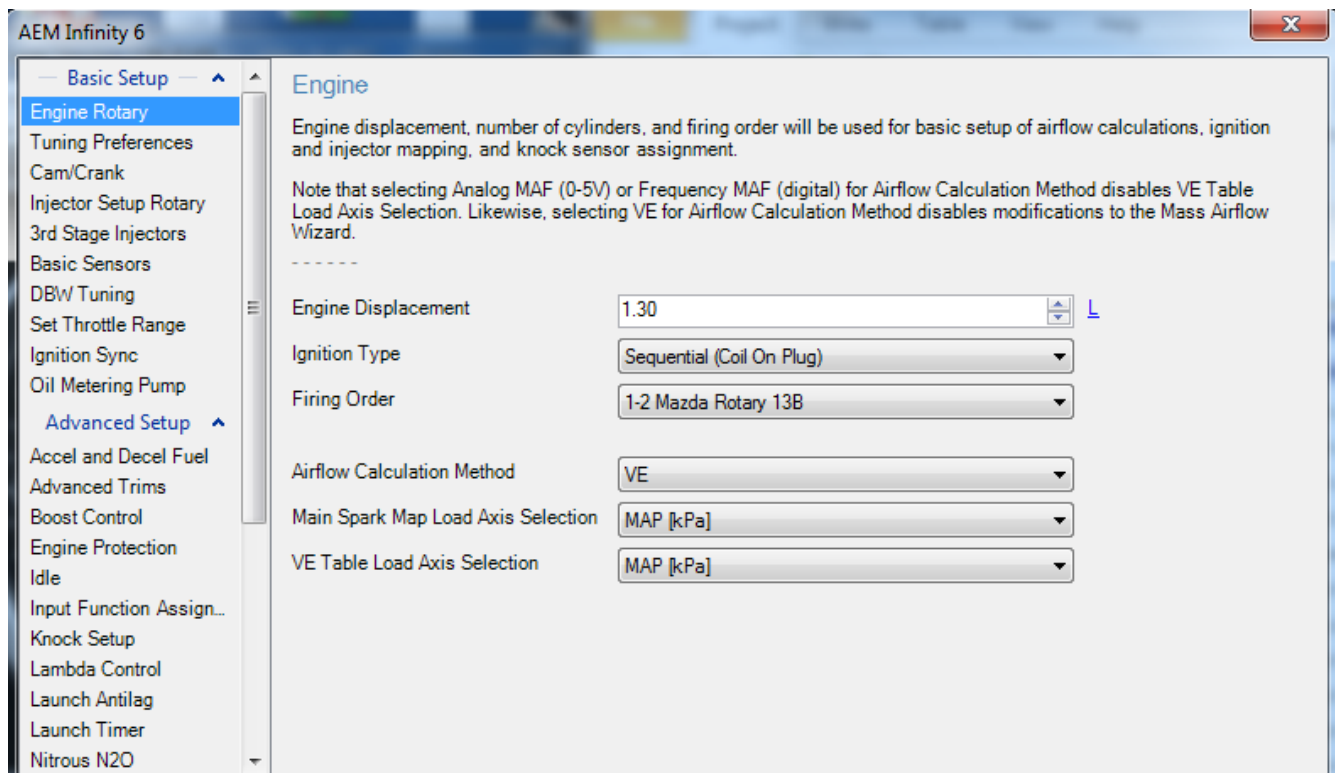 AEM Infinity 6
Project
Write
Table
View
Help
Basic Setup
Engine Rotary
Tuning Preferences
Cam/Crank
Injector Setup Rotary
3rd Stage Injectors
Basic Sensors
DBW Tuning
Set Throttle Range
Ignition Sync
Oil Metering Pump
Advanced Setup
Accel and Decel Fuel
Advanced Trims
Boost Control
Engine Protection
Idle
Input Function Assign...
Knock Setup
Lambda Control
Launch Antilag
Launch Timer
Nitrous N2O
Engine
Engine displacement, number of cylinders, and firing order will be used for basic setup of airflow calculations, ignition
and injector mapping, and knock sensor assignment.
Note that selecting Analog MAF (0-5V) or Frequency MAF (digital) for Airflow Calculation Method disables VE Table
Load Axis Selection. Likewise, selecting VE for Airflow Calculation Method disables modifications to the Mass Airflow
Wizard.
- - - - - -
Engine Displacement 1.30 L
Ignition Type Sequential (Coil On Plug)
Firing Order 1-2 Mazda Rotary 13B
Airflow Calculation Method VE
Main Spark Map Load Axis Selection MAP [kPa]
VE Table Load Axis Selection MAP [kPa]